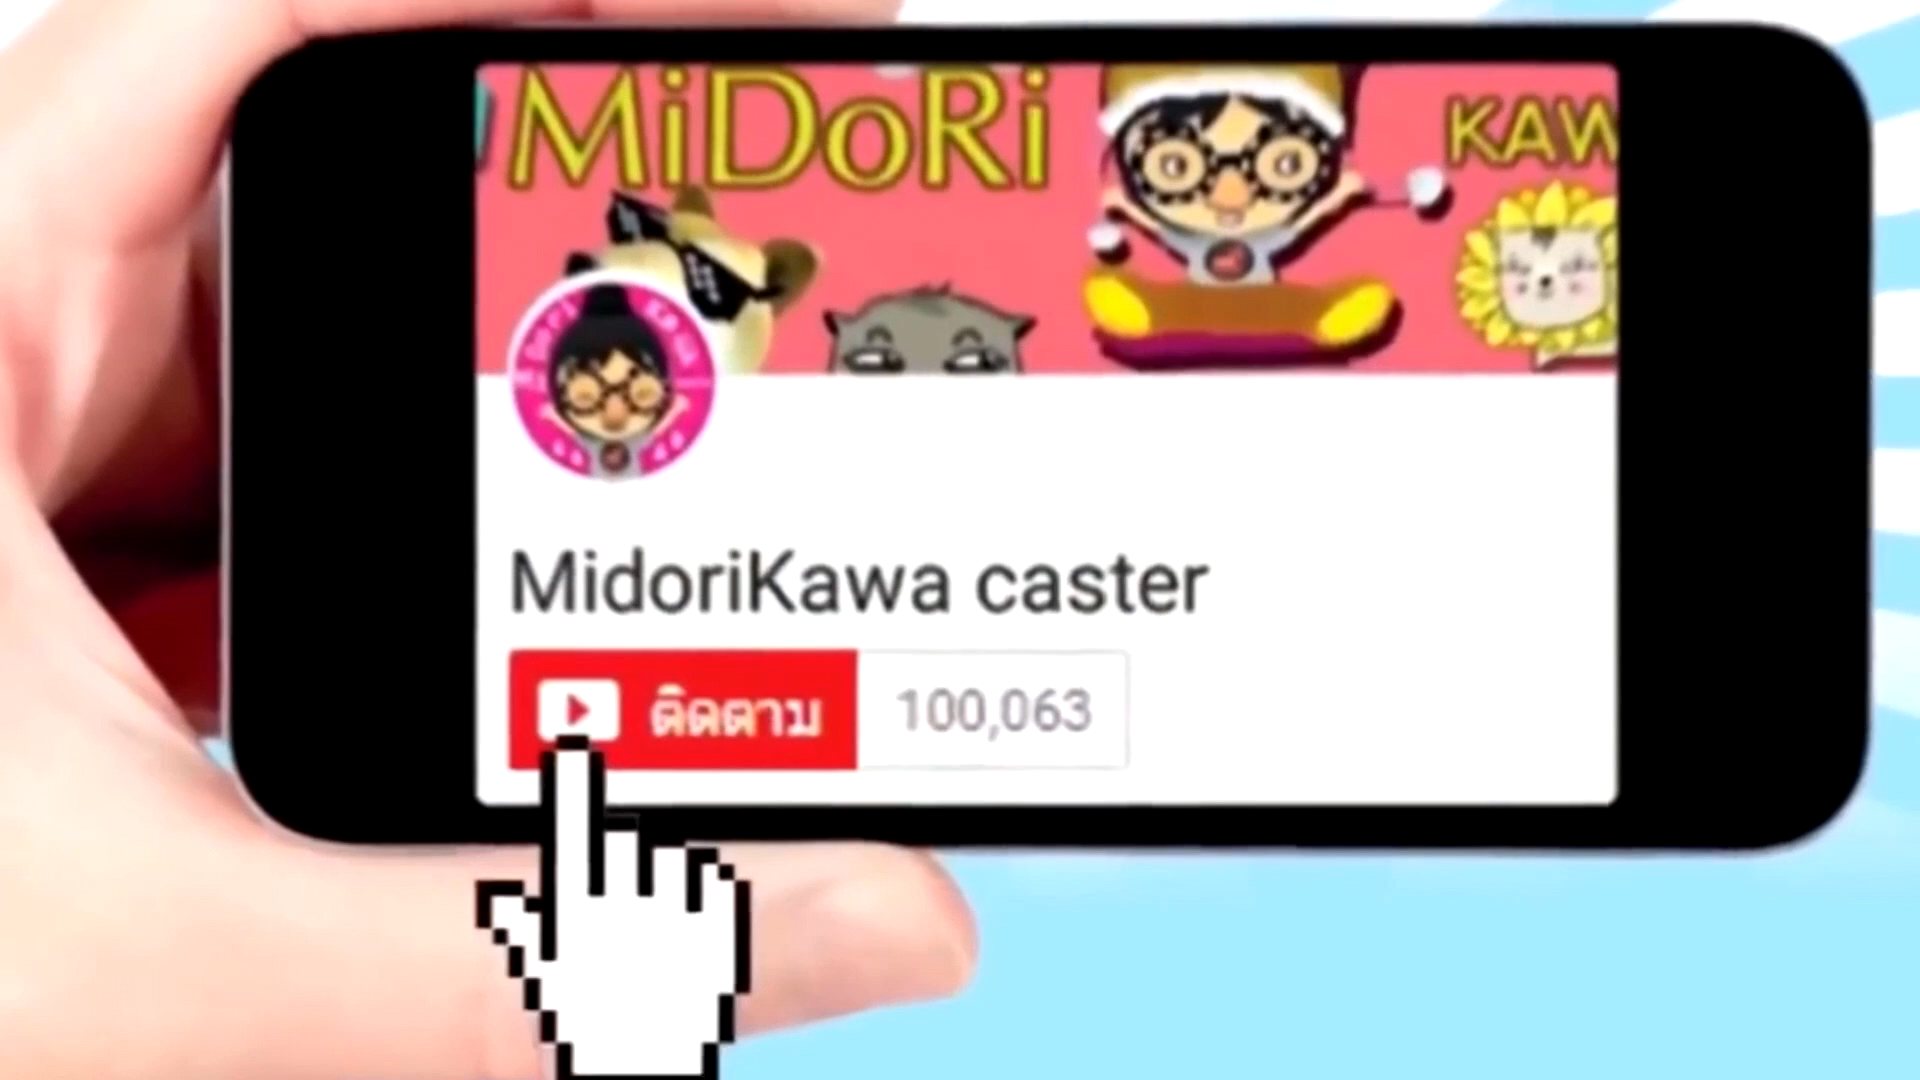 MiDoRi
KAW
MidoriKawa caster
ติดตาม 100,063